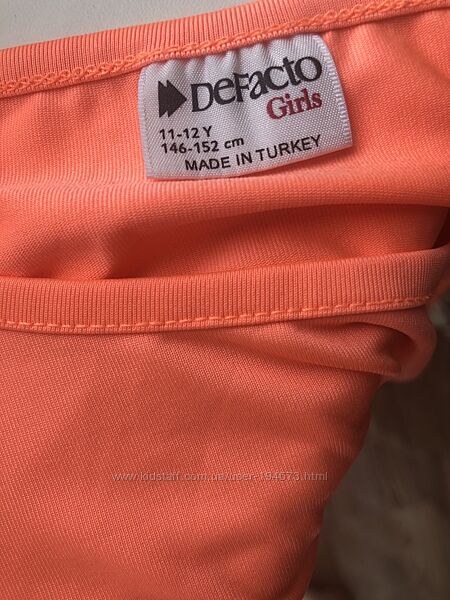 DeFacto
Girls
11-12 Y
146-152 cm
MADE IN TURKEY
www.kidstaff.com.ua/user-194673.html